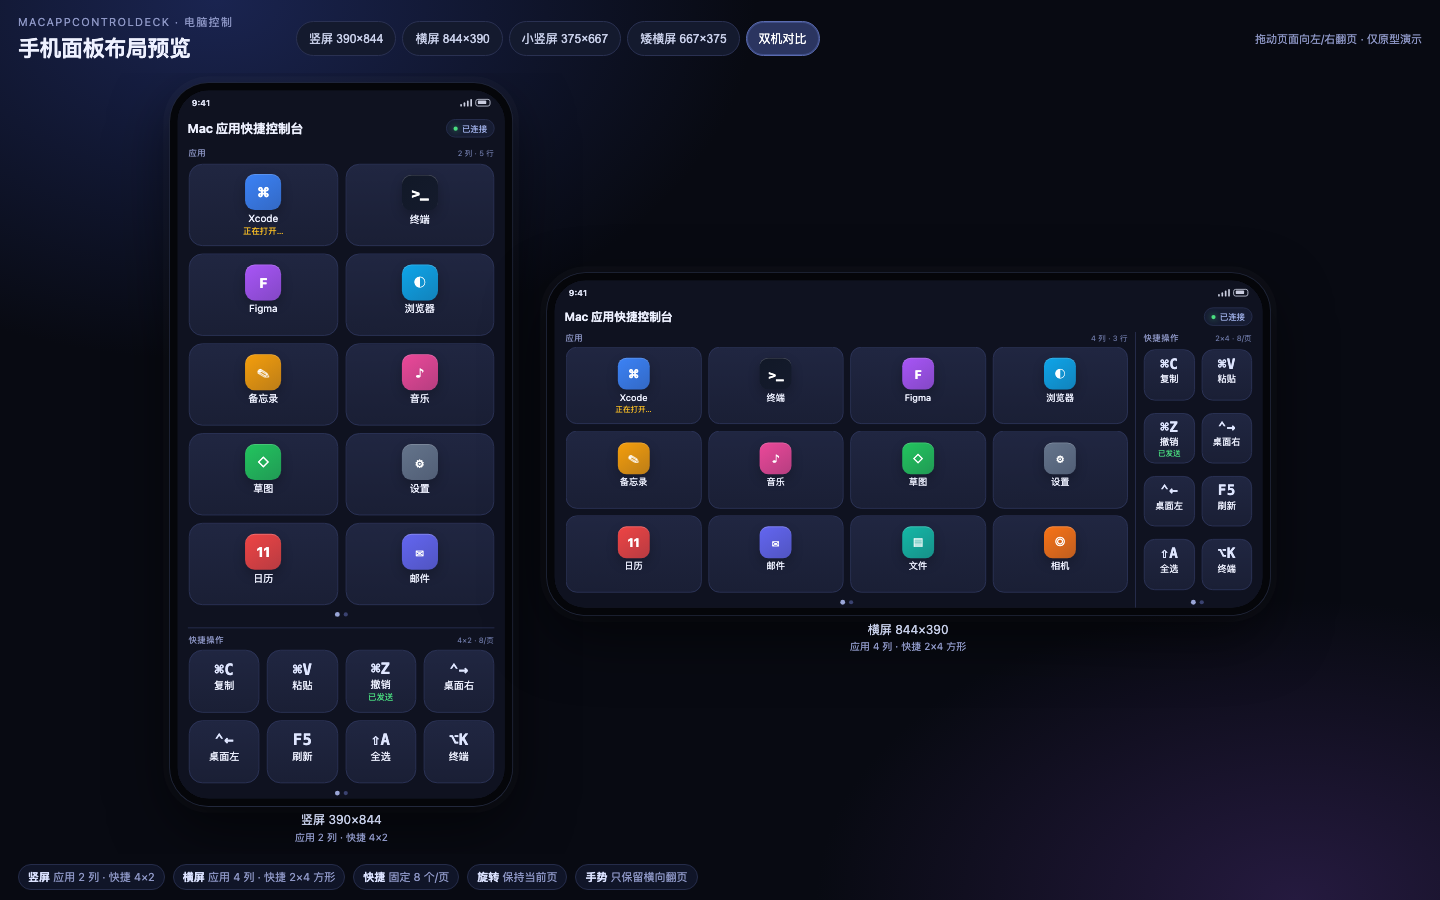 MACAPPCONTROLDECK · 电脑控制
手机面板布局预览
竖屏 390×844
横屏 844×390
小竖屏 375×667
矮横屏 667×375
双机对比
拖动页面向左/右翻页 · 仅原型演示
9:41
Mac 应用快捷控制台
已连接
应用
2 列 · 5 行
⌘
Xcode
正在打开...
>_
终端
F
Figma
浏览器
备忘录
♪
音乐
草图
设置
11
日历
邮件
快捷操作
4×2 · 8/页
⌘C
复制
⌘V
粘贴
⌘Z
撤销
已发送
⌃→
桌面右
⌃←
桌面左
F5
刷新
⇧A
全选
⌥K
终端
竖屏 390×844
应用 2 列 · 快捷 4×2
9:41
Mac 应用快捷控制台
已连接
应用
4 列 · 3 行
⌘
Xcode
正在打开...
>_
终端
F
Figma
浏览器
备忘录
♪
音乐
草图
设置
11
日历
邮件
文件
相机
快捷操作
2×4 · 8/页
⌘C
复制
⌘V
粘贴
⌘Z
撤销
已发送
⌃→
桌面右
⌃←
桌面左
F5
刷新
⇧A
全选
⌥K
终端
横屏 844×390
应用 4 列 · 快捷 2×4 方形
竖屏 应用 2 列 · 快捷 4×2
横屏 应用 4 列 · 快捷 2×4 方形
快捷 固定 8 个/页
旋转 保持当前页
手势 只保留横向翻页